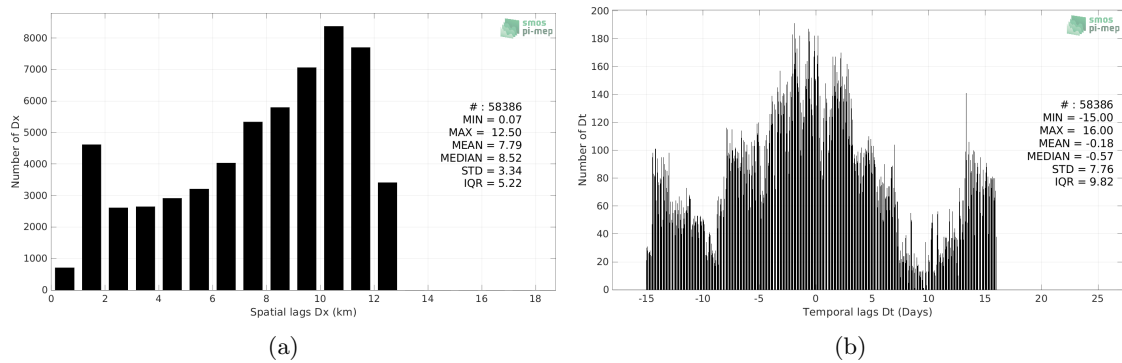 smos
pi-mep
8000
7000
6000
5000
4000
3000
2000
1000
0
Number of Dx
# : 58386
MIN = 0.07
MAX = 12.50
MEAN = 7.79
MEDIAN = 8.52
STD = 3.34
IQR = 5.22
0 2 4 6 8 10 12 14 16 18
Spatial lags Dx (km)
(a)
smos
pi-mep
200
180
160
140
120
100
80
60
40
20
0
Number of Dt
# : 58386
MIN = -15.00
MAX = 16.00
MEAN = -0.18
MEDIAN = -0.57
STD = 7.76
IQR = 9.82
-15 -10 -5 0 5 10 15 20 25
Temporal lags Dt (Days)
(b)